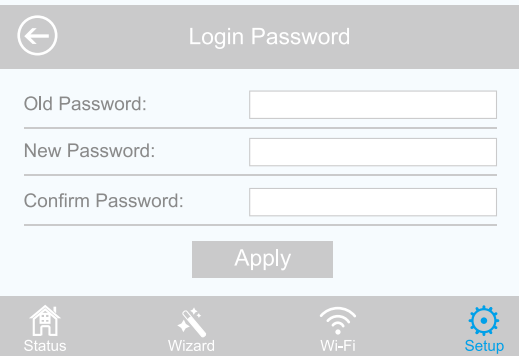 Login Password
Old Password:
New Password:
Confirm Password:
Apply
Status Wizard Wi-Fi Setup